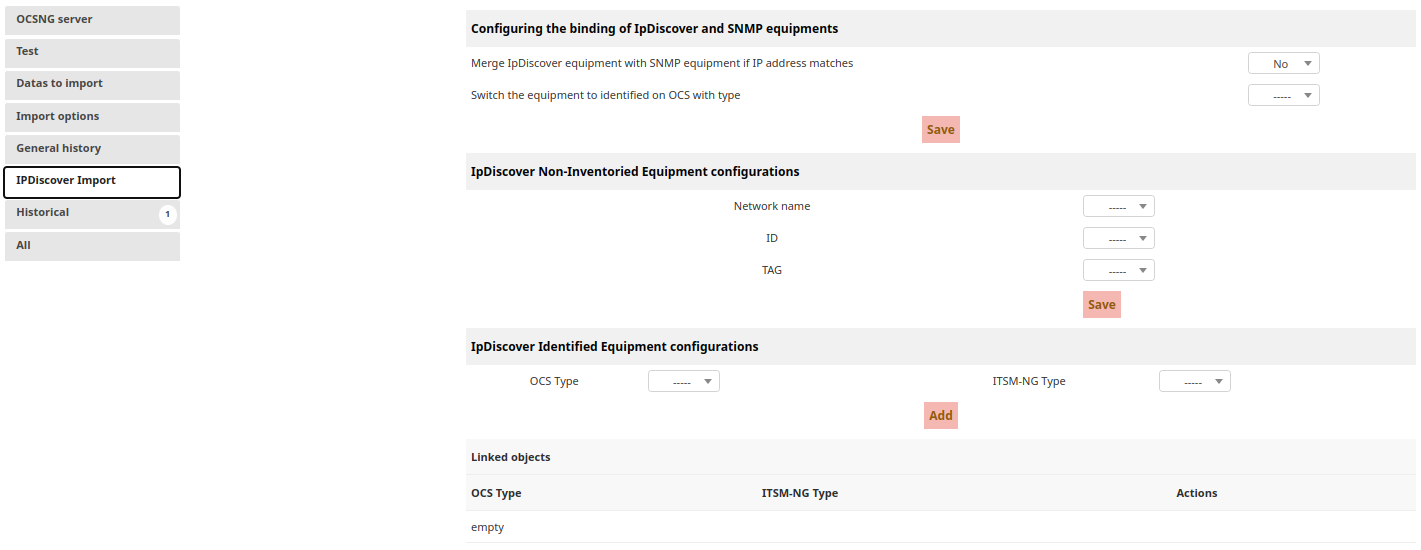 OCSNG server
Test
Datas to import
Import options
General history
IPDiscover Import
Historical 1
All
Configuring the binding of IpDiscover and SNMP equipments
Merge IpDiscover equipment with SNMP equipment if IP address matches No
Switch the equipment to identified on OCS with type -----
Save
IpDiscover Non-Inventoried Equipment configurations
Network name -----
ID -----
TAG -----
Save
IpDiscover Identified Equipment configurations
OCS Type ----- ITSM-NG Type -----
Add
Linked objects
OCS Type ITSM-NG Type Actions
empty